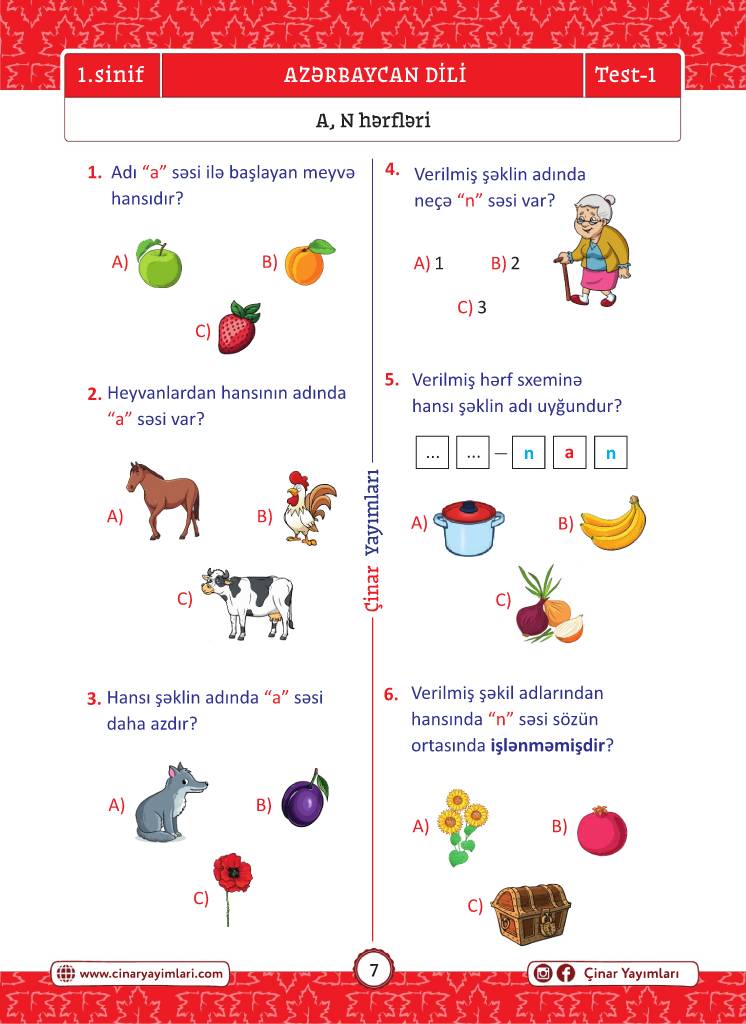 1.sinif
AZƏRBAYCAN DİLİ
Test-1
A, N hərfləri
1. Adı “a” səsi ilə başlayan meyvə
hansıdır?
A)
B)
C)
2. Heyvanlardan hansının adında
“a” səsi var?
A)
B)
C)
3. Hansı şəklin adında “a” səsi
daha azdır?
A)
B)
C)
Çinar Yayımları
4. Verilmiş şəklin adında
neçə “n” səsi var?
A) 1
B) 2
C) 3
5. Verilmiş hərf sxeminə
hansı şəklin adı uyğundur?
... ... – n a n
A)
B)
C)
6. Verilmiş şəkil adlarından
hansında “n” səsi sözün
ortasında işlənməmişdir?
A)
B)
C)
www.cinaryayimlari.com
7
Çinar Yayımları